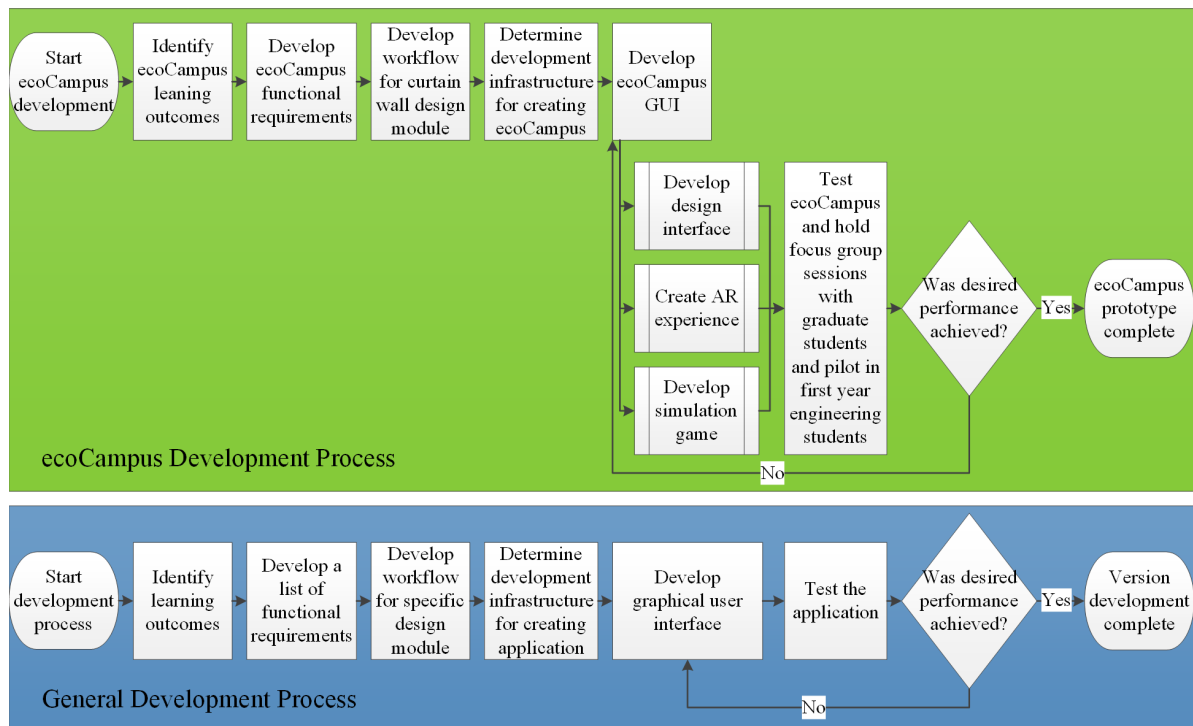 Start
ecoCampus
development
Identify
ecoCampus
leaning
outcomes
Develop
ecoCampus
functional
requirements
Develop
workflow
for curtain
wall design
module
Determine
development
infrastructure
for creating
ecoCampus
Develop
ecoCampus
GUI
Develop
design
interface
Create AR
experience
Develop
simulation
game
Test
ecoCampus
and hold
focus group
sessions
with
graduate
students
and pilot in
first year
engineering
students
Was desired
performance
achieved?
Yes
ecoCampus
prototype
complete
No
ecoCampus Development Process
Start
development
process
Identify
learning
outcomes
Develop a
list of
functional
requirements
Develop
workflow
for specific
design
module
Determine
development
infrastructure
for creating
application
Develop
graphical user
interface
Test the
application
Was desired
performance
achieved?
Yes
Version
development
complete
No
General Development Process